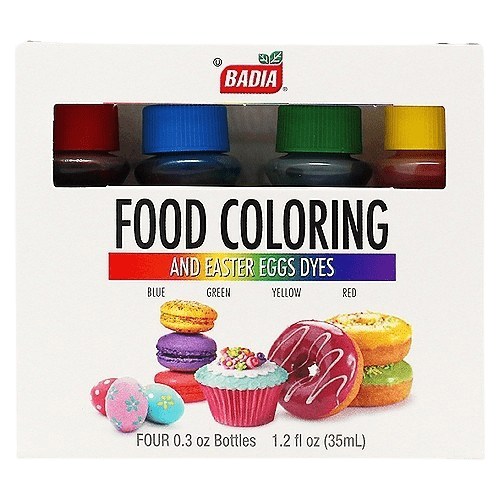 U
BADIA®
FOOD COLORING
AND EASTER EGGS DYES
BLUE GREEN YELLOW RED
FOUR 0.3 oz Bottles 1.2 fl oz (35mL)